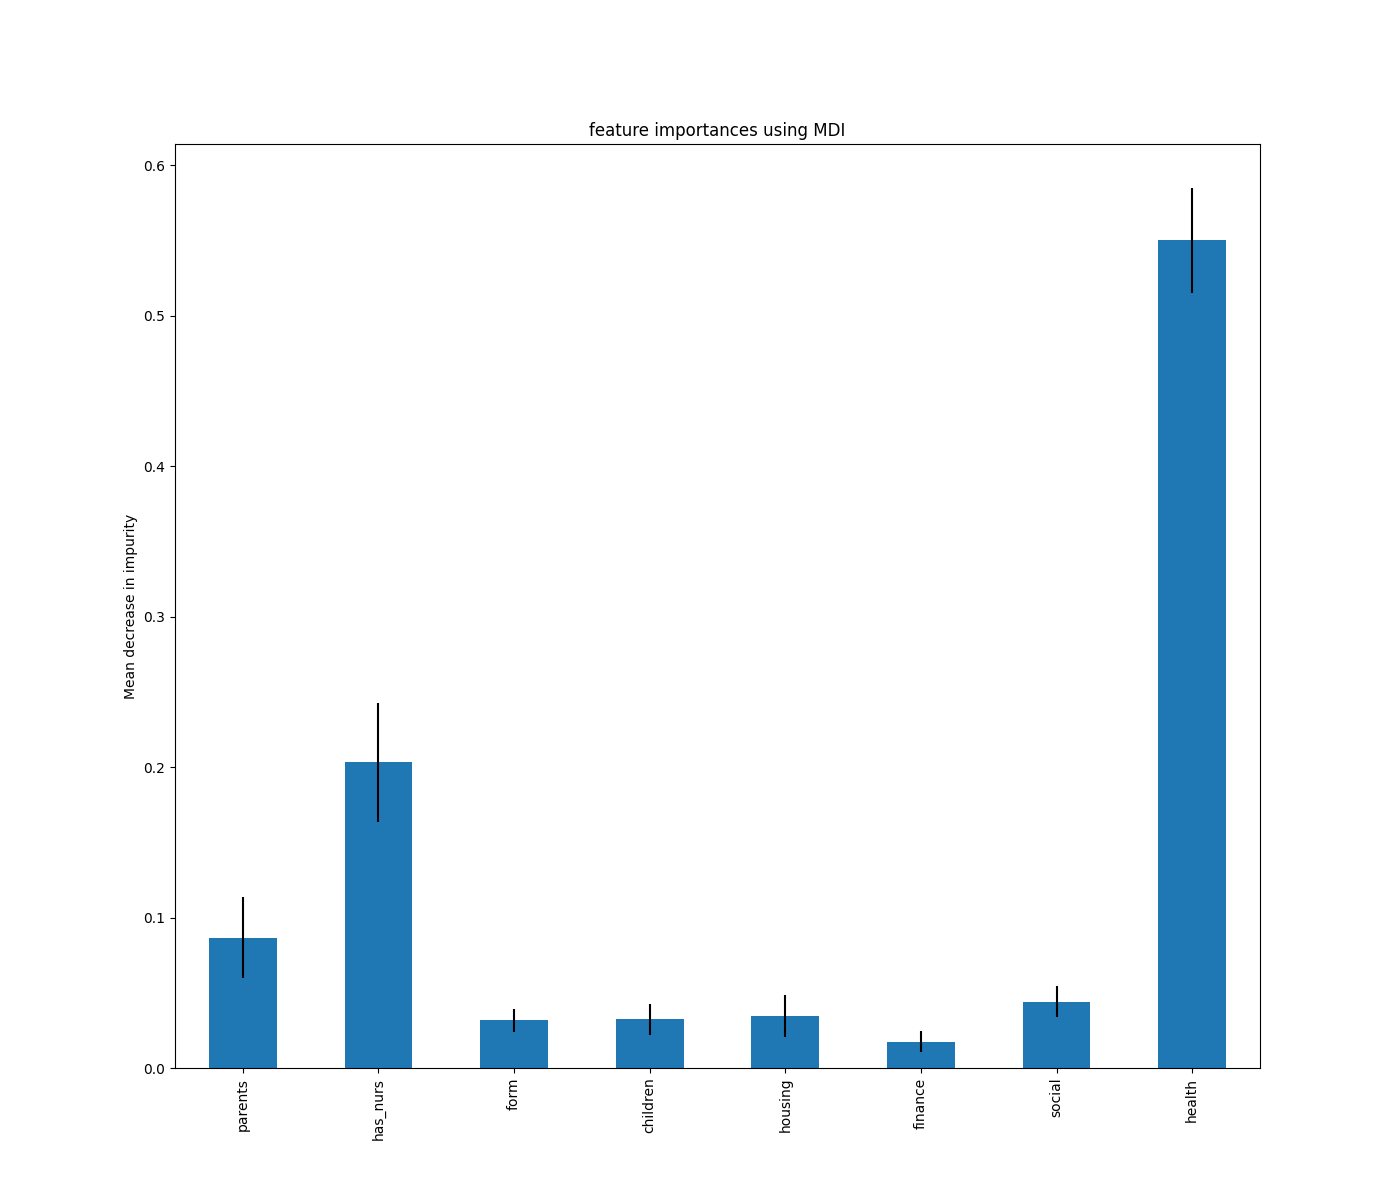 feature importances using MDI
Mean decrease in impurity
0.6
0.5
0.4
0.3
0.2
0.1
0.0
parents
has_nurs
form
children
housing
finance
social
health